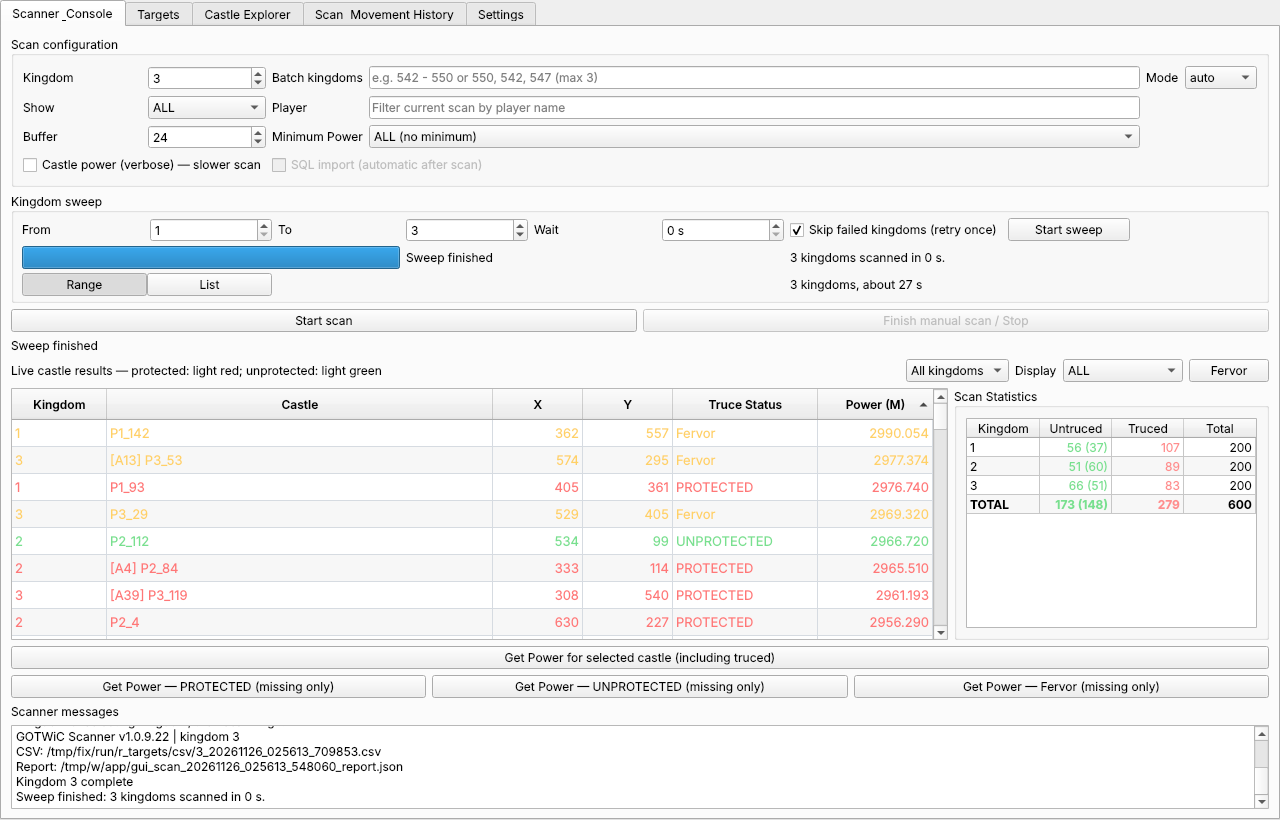 Scanner_Console Targets Castle Explorer Scan Movement History Settings
Scan configuration
Kingdom 3 Batch kingdoms e.g. 542 - 550 or 550, 542, 547 (max 3) Mode auto
Show ALL Player Filter current scan by player name
Buffer 24 Minimum Power ALL (no minimum)
Castle power (verbose) — slower scan SQL import (automatic after scan)
Kingdom sweep
From 1 To 3 Wait 0 s Skip failed kingdoms (retry once) Start sweep
Sweep finished 3 kingdoms scanned in 0 s.
Range List 3 kingdoms, about 27 s
Start scan Finish manual scan / Stop
Sweep finished
Live castle results — protected: light red; unprotected: light green All kingdoms Display ALL Fervor
Scan Statistics
Kingdom Castle X Y Truce Status Power (M)
1 P1_142 362 557 Fervor 2990.054
3 [A13] P3_53 574 295 Fervor 2977.374
1 P1_93 405 361 PROTECTED 2976.740
3 P3_29 529 405 Fervor 2969.320
2 P2_112 534 99 UNPROTECTED 2966.720
2 [A4] P2_84 333 114 PROTECTED 2965.510
3 [A39] P3_119 308 540 PROTECTED 2961.193
2 P2_4 630 227 PROTECTED 2956.290
Kingdom Untruced Truced Total
1 56 (37) 107 200
2 51 (60) 89 200
3 66 (51) 83 200
TOTAL 173 (148) 279 600
Get Power for selected castle (including truced)
Get Power — PROTECTED (missing only) Get Power — UNPROTECTED (missing only) Get Power — Fervor (missing only)
Scanner messages
GOTWiC Scanner v1.0.9.22 | kingdom 3
CSV: /tmp/fix/run/r_targets/csv/3_20261126_025613_709853.csv
Report: /tmp/w/app/gui_scan_20261126_025613_548060_report.json
Kingdom 3 complete
Sweep finished: 3 kingdoms scanned in 0 s.